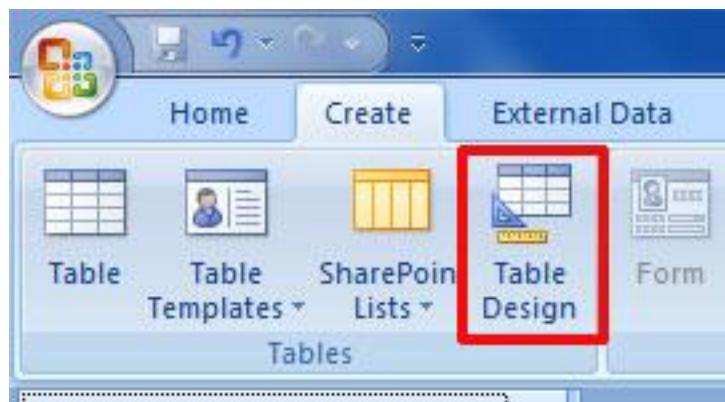 Home Create External Data
Table
Table Templates
SharePoin Lists
Table Design
Form
Tables